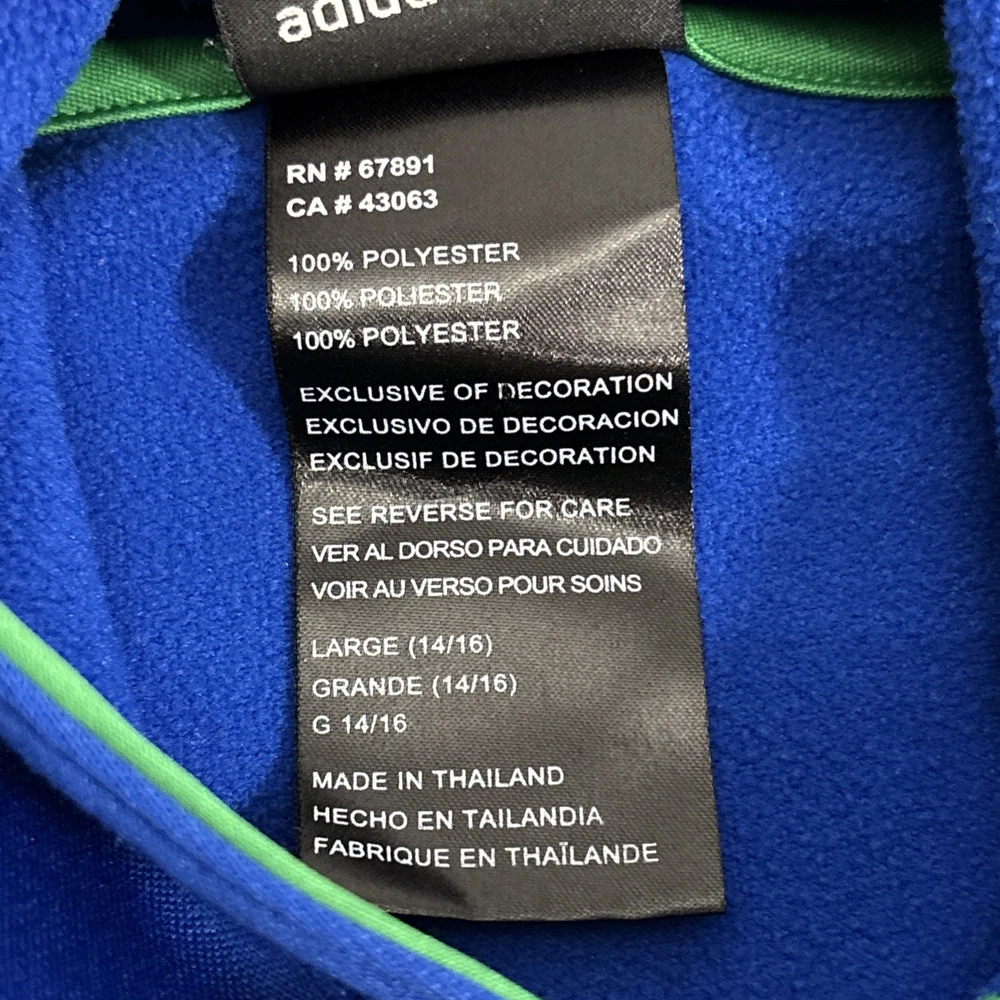 RN # 67891
CA # 43063
100% POLYESTER
100% POLIESTER
100% POLYESTER
EXCLUSIVE OF DECORATION
EXCLUSIVO DE DECORACION
EXCLUSIF DE DECORATION
SEE REVERSE FOR CARE
VER AL DORSO PARA CUIDADO
VOIR AU VERSO POUR SOINS
LARGE (14/16)
GRANDE (14/16)
G 14/16
MADE IN THAILAND
HECHO EN TAILANDIA
FABRIQUE EN THAÏLANDE